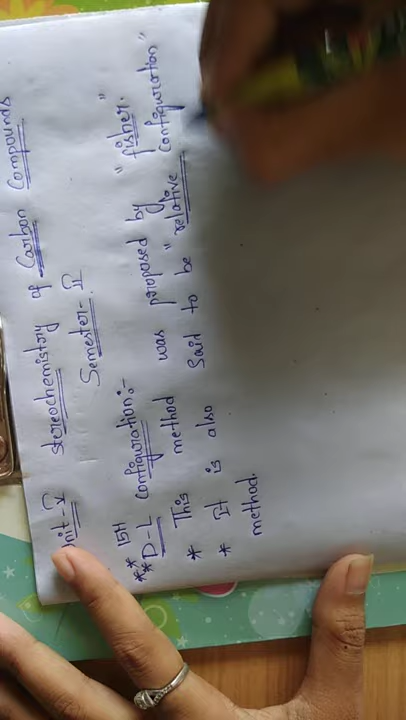 Unit-V Stereochemistry of Carbon Compounds
Semester-II
** 15M
** D-L Configuration:-
* This method was proposed by "fisher."
* It is also Said to be "relative configuration"
method.